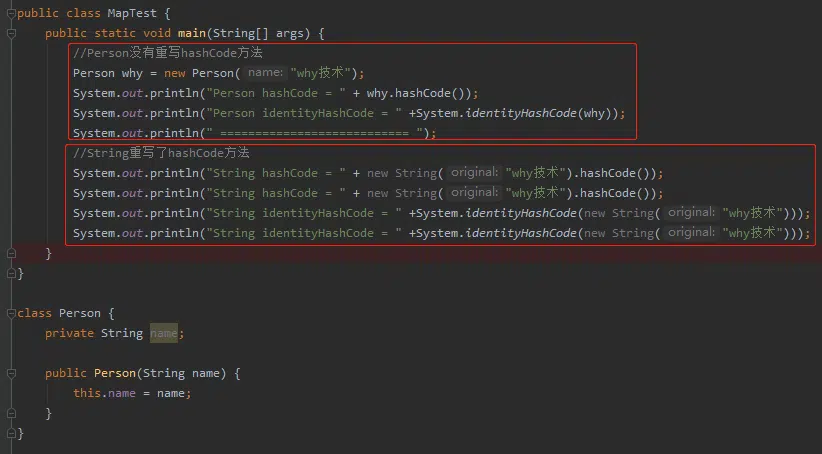 public class MapTest {
public static void main(String[] args) {
//Person没有重写hashCode方法
Person why = new Person( name: "why技术");
System.out.println("Person hashCode = " + why.hashCode());
System.out.println("Person identityHashCode = " +System.identityHashCode(why));
System.out.println(" =========================== ");
//String重写了hashCode方法
System.out.println("String hashCode = " + new String( original: "why技术").hashCode());
System.out.println("String hashCode = " + new String( original: "why技术").hashCode());
System.out.println("String identityHashCode = " +System.identityHashCode(new String( original: "why技术")));
System.out.println("String identityHashCode = " +System.identityHashCode(new String( original: "why技术")));
}
}
class Person {
private String name;
public Person(String name) {
this.name = name;
}
}